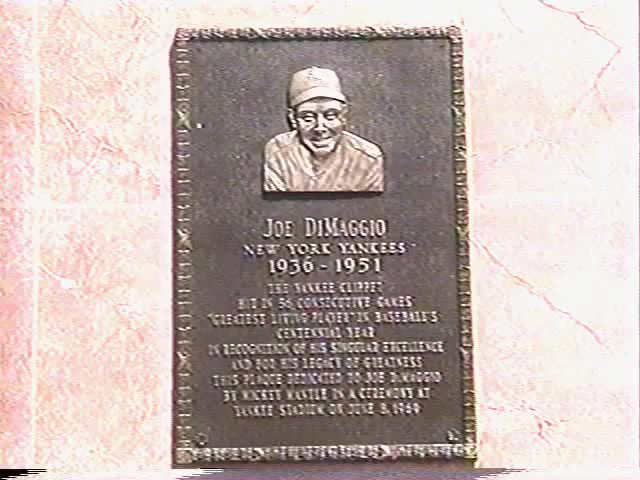 JOE DIMAGGIO
NEW YORK YANKEES
1936 - 1951
THE YANKEE CLIPPER
HIT IN 56 CONSECUTIVE GAMES
"GREATEST LIVING PLAYER" IN BASEBALL'S
CENTENNIAL YEAR
IN RECOGNITION OF HIS SINGULAR EXCELLENCE
AND FOR HIS LEGACY OF GREATNESS
THIS PLAQUE DEDICATED TO JOE DIMAGGIO
BY MICKEY MANTLE IN A CEREMONY AT
YANKEE STADIUM ON JUNE 8, 1969